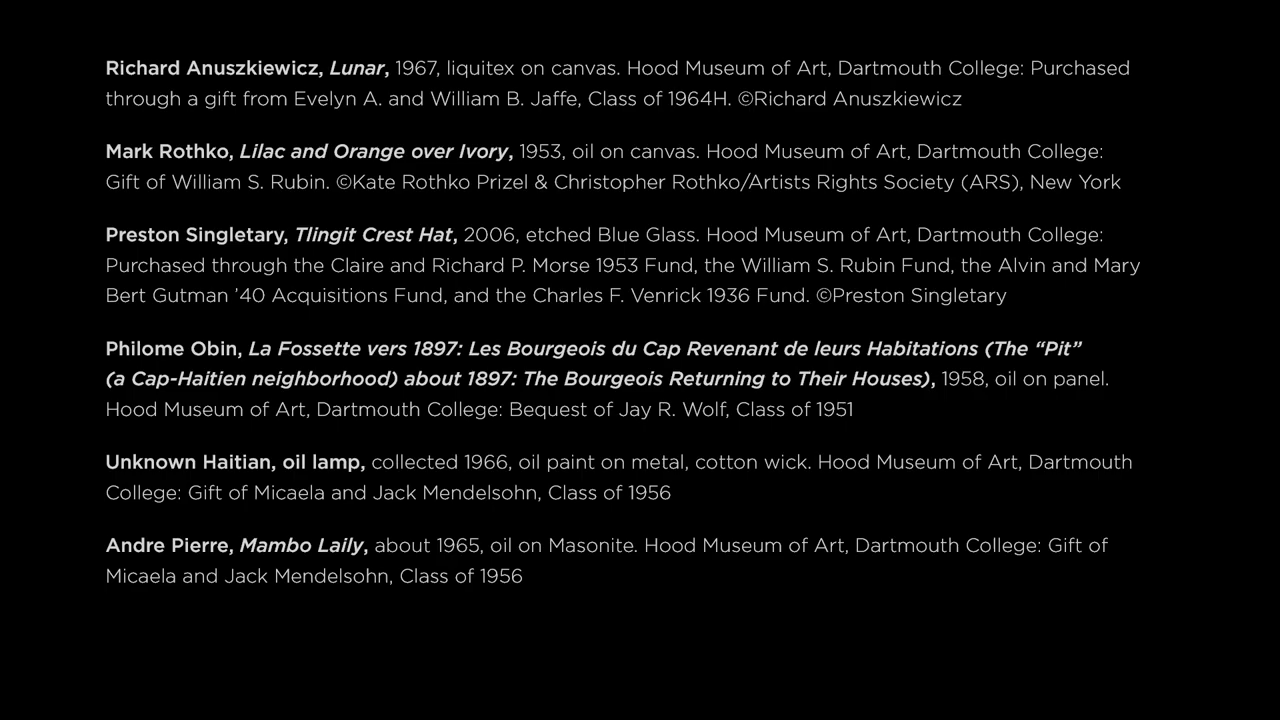 Richard Anuszkiewicz, Lunar, 1967, liquitex on canvas. Hood Museum of Art, Dartmouth College: Purchased
through a gift from Evelyn A. and William B. Jaffe, Class of 1964H. ©Richard Anuszkiewicz
Mark Rothko, Lilac and Orange over Ivory, 1953, oil on canvas. Hood Museum of Art, Dartmouth College:
Gift of William S. Rubin. ©Kate Rothko Prizel & Christopher Rothko/Artists Rights Society (ARS), New York
Preston Singletary, Tlingit Crest Hat, 2006, etched Blue Glass. Hood Museum of Art, Dartmouth College:
Purchased through the Claire and Richard P. Morse 1953 Fund, the William S. Rubin Fund, the Alvin and Mary
Bert Gutman ’40 Acquisitions Fund, and the Charles F. Venrick 1936 Fund. ©Preston Singletary
Philome Obin, La Fossette vers 1897: Les Bourgeois du Cap Revenant de leurs Habitations (The “Pit”
(a Cap-Haitien neighborhood) about 1897: The Bourgeois Returning to Their Houses), 1958, oil on panel.
Hood Museum of Art, Dartmouth College: Bequest of Jay R. Wolf, Class of 1951
Unknown Haitian, oil lamp, collected 1966, oil paint on metal, cotton wick. Hood Museum of Art, Dartmouth
College: Gift of Micaela and Jack Mendelsohn, Class of 1956
Andre Pierre, Mambo Laily, about 1965, oil on Masonite. Hood Museum of Art, Dartmouth College: Gift of
Micaela and Jack Mendelsohn, Class of 1956